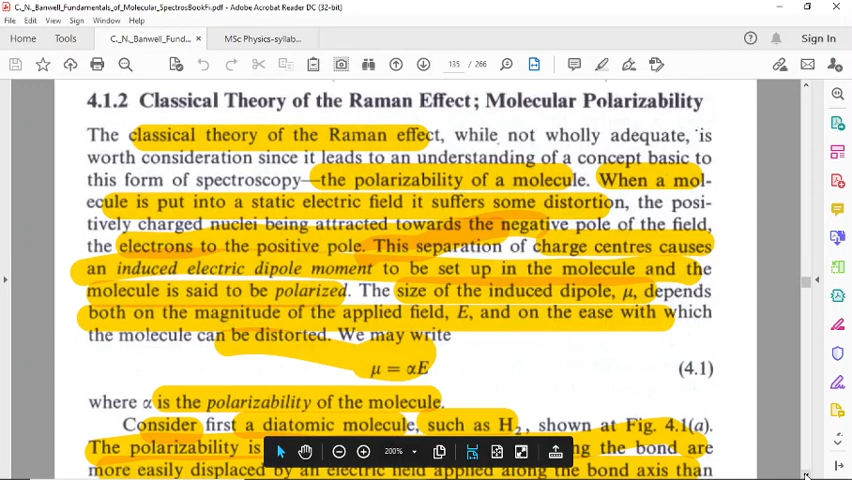 C._N._Banwell_Fundamentals_of_Molecular_SpectrosBookFi.pdf - Adobe Acrobat Reader DC (32-bit)
File Edit View Sign Window Help
Home Tools C._N._Banwell_Fund... × MSc Physics-syllab... Sign In
135 / 266
4.1.2 Classical Theory of the Raman Effect; Molecular Polarizability
The classical theory of the Raman effect, while not wholly adequate, is
worth consideration since it leads to an understanding of a concept basic to
this form of spectroscopy—the polarizability of a molecule. When a mol-
ecule is put into a static electric field it suffers some distortion, the posi-
tively charged nuclei being attracted towards the negative pole of the field,
the electrons to the positive pole. This separation of charge centres causes
an induced electric dipole moment to be set up in the molecule and the
molecule is said to be polarized. The size of the induced dipole, μ, depends
both on the magnitude of the applied field, E, and on the ease with which
the molecule can be distorted. We may write
μ = αE (4.1)
where α is the polarizability of the molecule.
Consider first a diatomic molecule, such as H₂, shown at Fig. 4.1(a).
The polarizability is ng the bond are
200%
more easily displaced by an electric field applied along the bond axis than